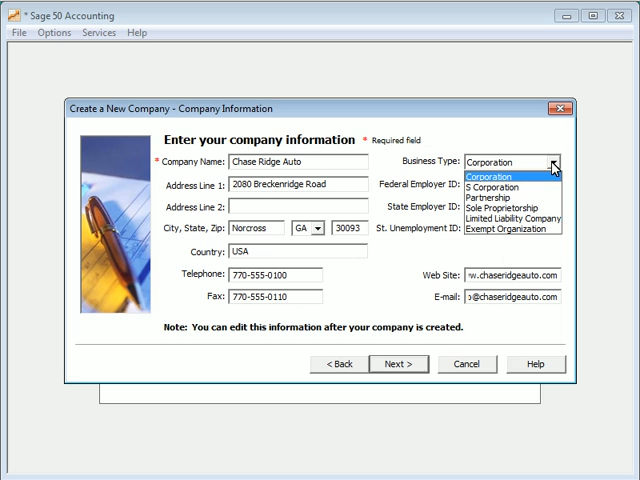 * Sage 50 Accounting
File Options Services Help
Create a New Company - Company Information
Enter your company information * Required field
* Company Name: Chase Ridge Auto
Business Type: Corporation
Corporation
S Corporation
Partnership
Sole Proprietorship
Limited Liability Company
Exempt Organization
Address Line 1: 2080 Breckenridge Road
Federal Employer ID:
Address Line 2:
State Employer ID:
City, State, Zip: Norcross GA 30093
St. Unemployment ID:
Country: USA
Telephone: 770-555-0100
Web Site: w.chaseridgeauto.com
Fax: 770-555-0110
E-mail: @chaseridgeauto.com
Note: You can edit this information after your company is created.
< Back Next > Cancel Help